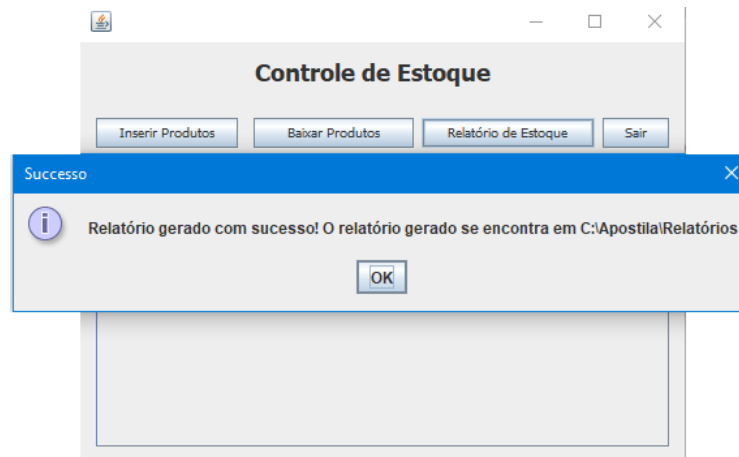 Controle de Estoque
Inserir Produtos Baixar Produtos Relatório de Estoque Sair
Successo
Relatório gerado com sucesso! O relatório gerado se encontra em C:\Apostila\Relatórios
OK